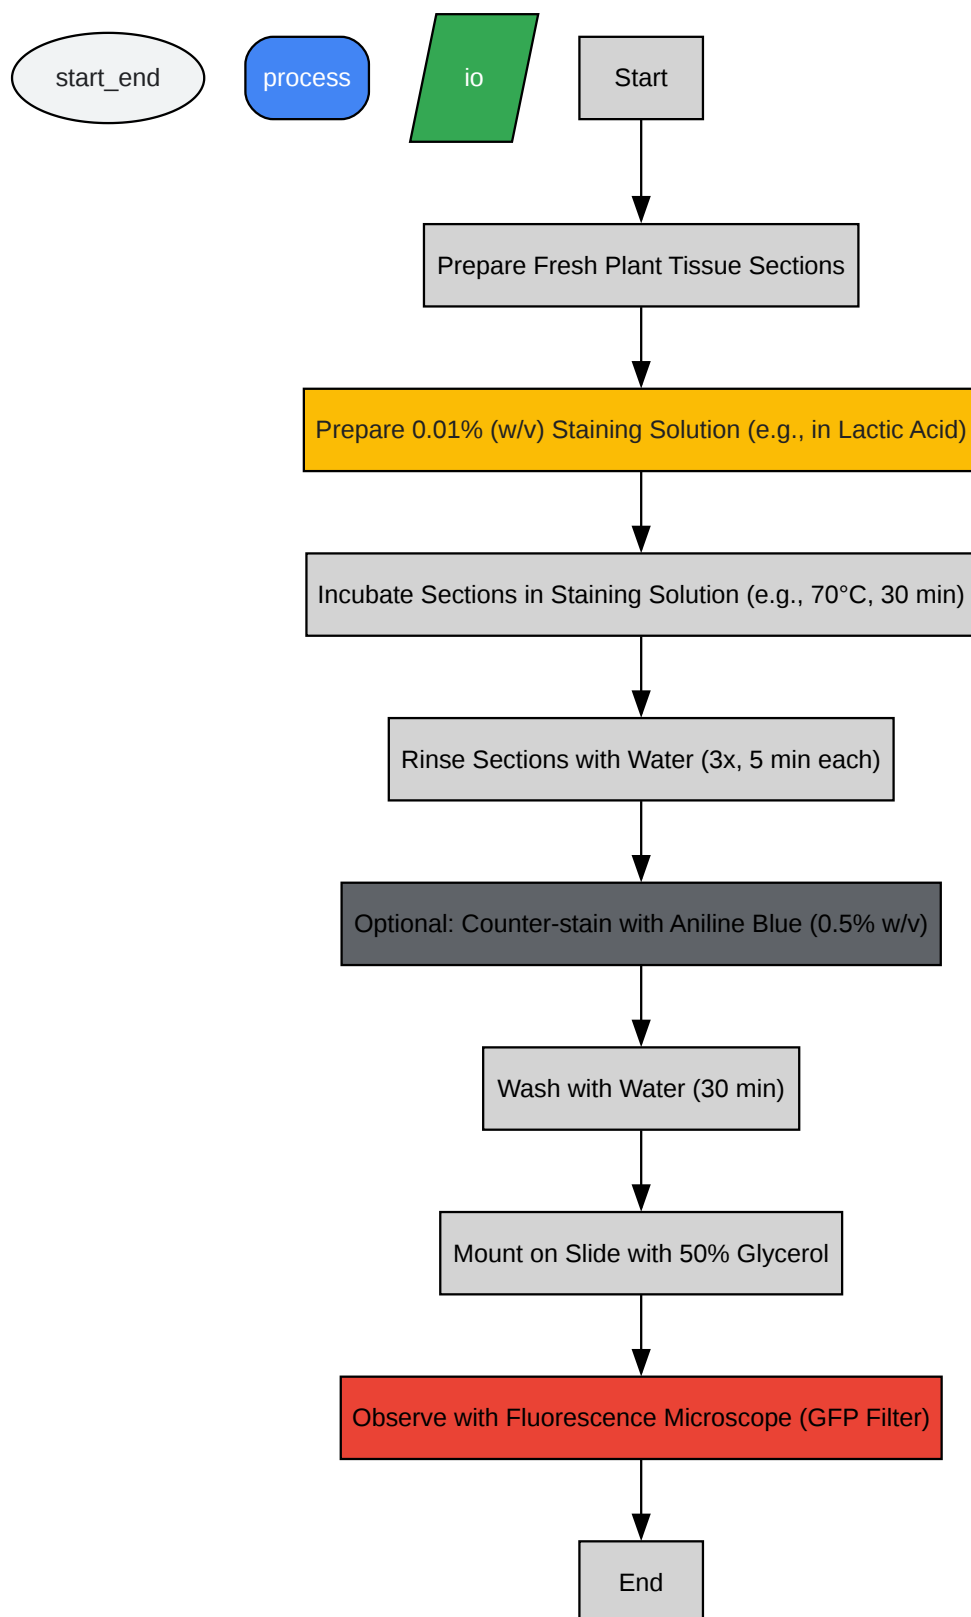 start_end
process
io
Start
Prepare Fresh Plant Tissue Sections
Prepare 0.01% (w/v) Staining Solution (e.g., in Lactic Acid)
Incubate Sections in Staining Solution (e.g., 70°C, 30 min)
Rinse Sections with Water (3x, 5 min each)
Optional: Counter-stain with Aniline Blue (0.5% w/v)
Wash with Water (30 min)
Mount on Slide with 50% Glycerol
Observe with Fluorescence Microscope (GFP Filter)
End